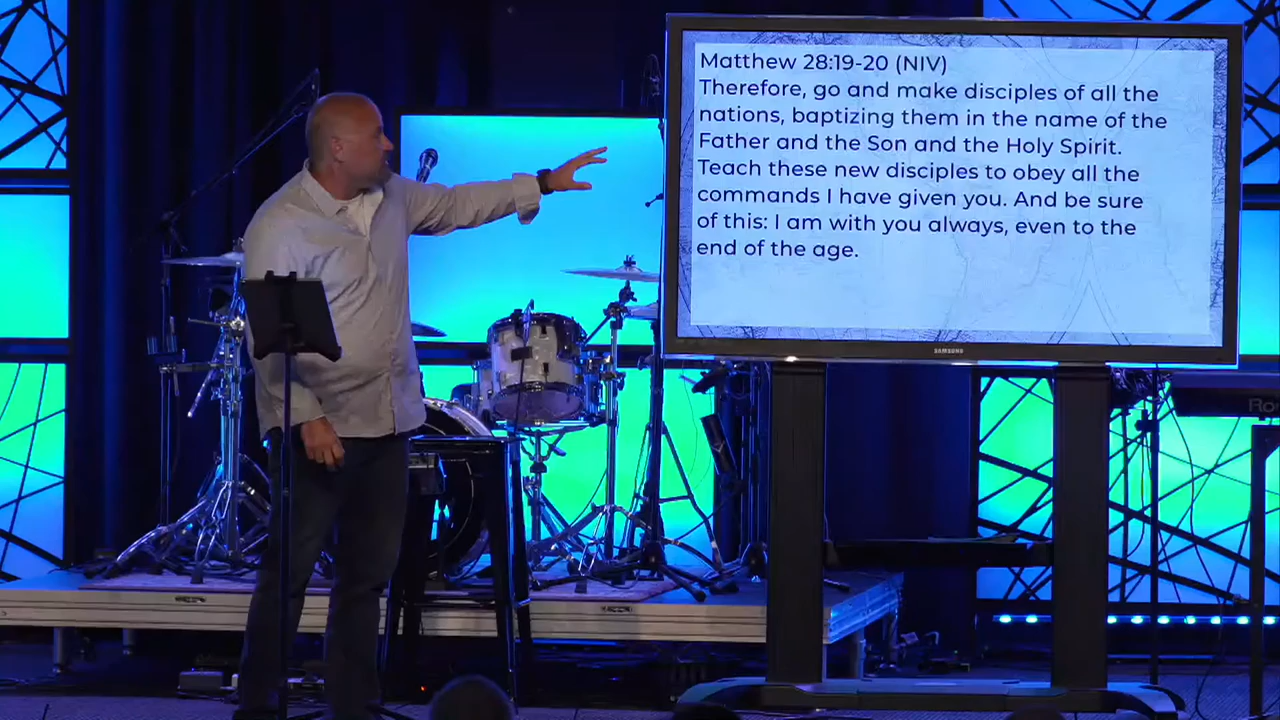 Matthew 28:19-20 (NIV)
Therefore, go and make disciples of all the
nations, baptizing them in the name of the
Father and the Son and the Holy Spirit.
Teach these new disciples to obey all the
commands I have given you. And be sure
of this: I am with you always, even to the
end of the age.
SAMSUNG
Ro